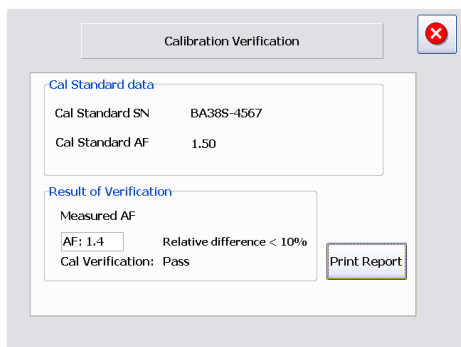 Calibration Verification
Cal Standard data
Cal Standard SN BA38S-4567
Cal Standard AF 1.50
Result of Verification
Measured AF
AF: 1.4 Relative difference < 10%
Cal Verification: Pass
Print Report